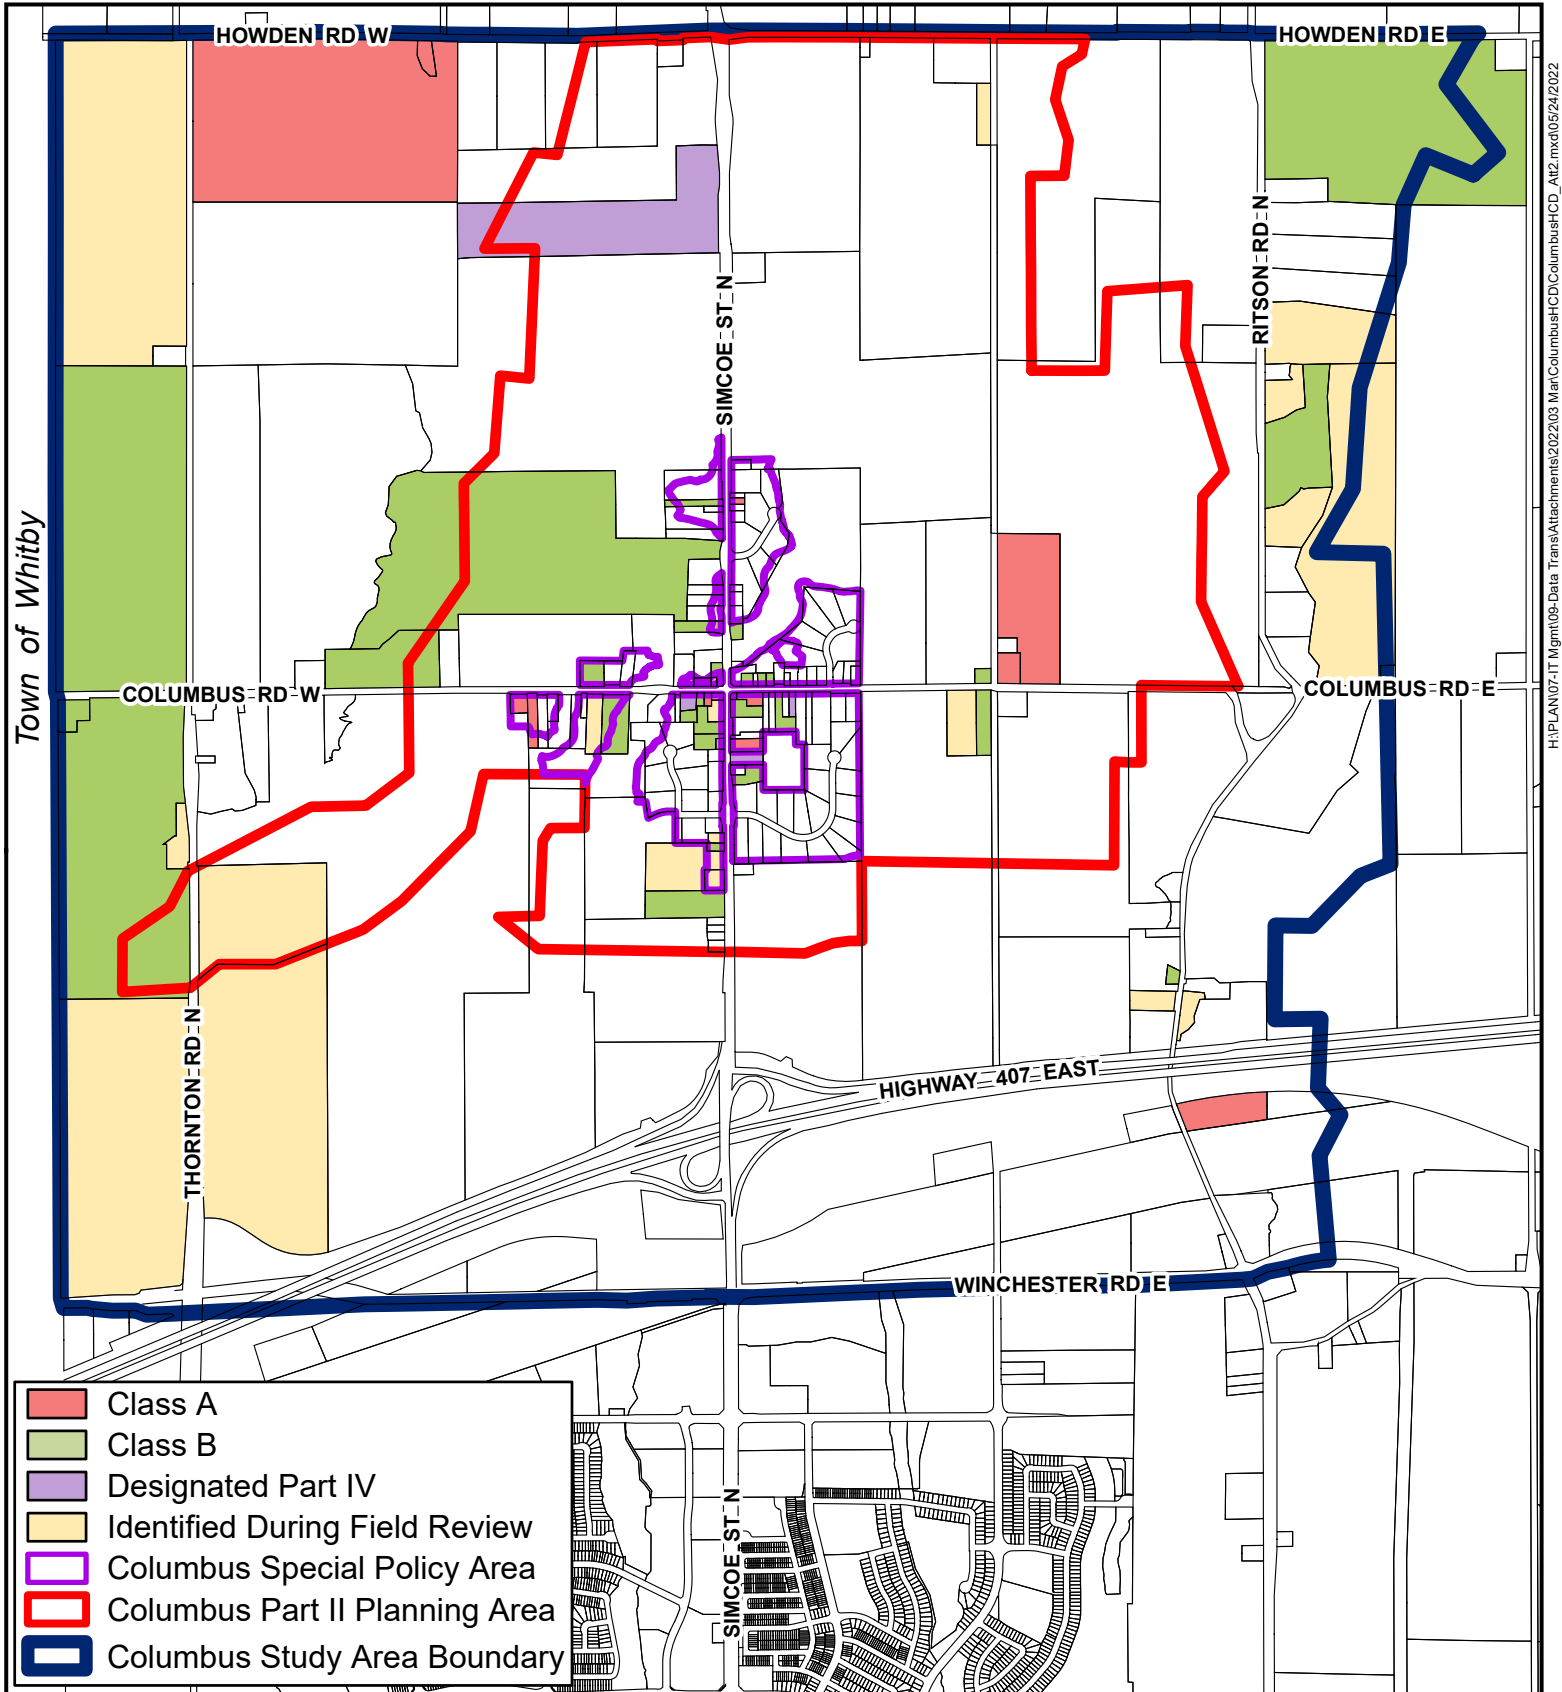 HOWDEN RD W
HOWDEN RD E
H:\PLAN\07-IT Mgmt\09-Data Trans\Attachments\2022\03 Mar\ColumbusHCD\ColumbusHCD_Att2.mxd\05/24/2022
RITSON RD N
SIMCOE ST N
Town of Whitby
COLUMBUS RD W
COLUMBUS RD E
THORNTON RD N
HIGHWAY 407 EAST
WINCHESTER RD E
SIMCOE ST N
Class A
Class B
Designated Part IV
Identified During Field Review
Columbus Special Policy Area
Columbus Part II Planning Area
Columbus Study Area Boundary